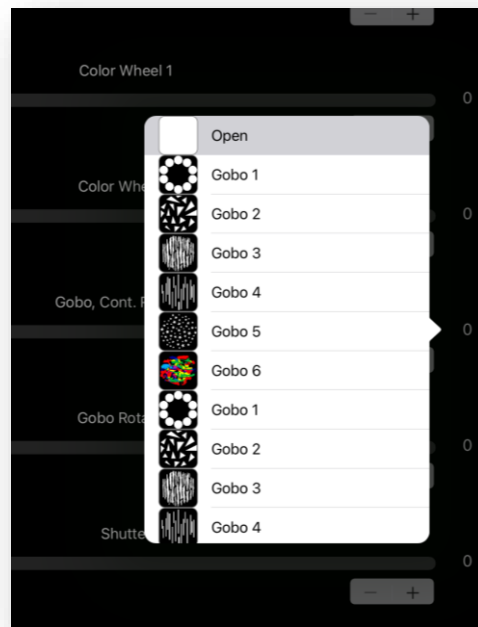 − +
Color Wheel 1
0
Open
Gobo 1
Color Whe
Gobo 2
0
Gobo 3
Gobo 4
Gobo, Cont.
Gobo 5
0
Gobo 6
Gobo 1
Gobo Rota
Gobo 2
0
Gobo 3
Gobo 4
Shutte
0
− +